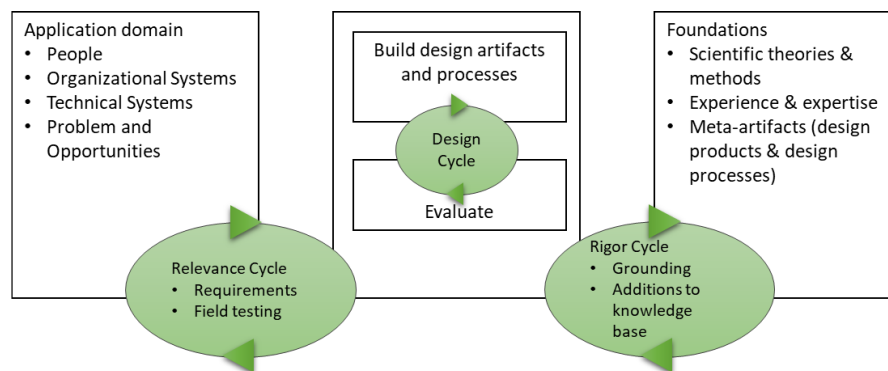 Application domain
• People
• Organizational Systems
• Technical Systems
• Problem and
Opportunities
Build design artifacts
and processes
Design
Cycle
Evaluate
Foundations
• Scientific theories &
methods
• Experience & expertise
• Meta-artifacts (design
products & design
processes)
Relevance Cycle
• Requirements
• Field testing
Rigor Cycle
• Grounding
• Additions to
knowledge
base